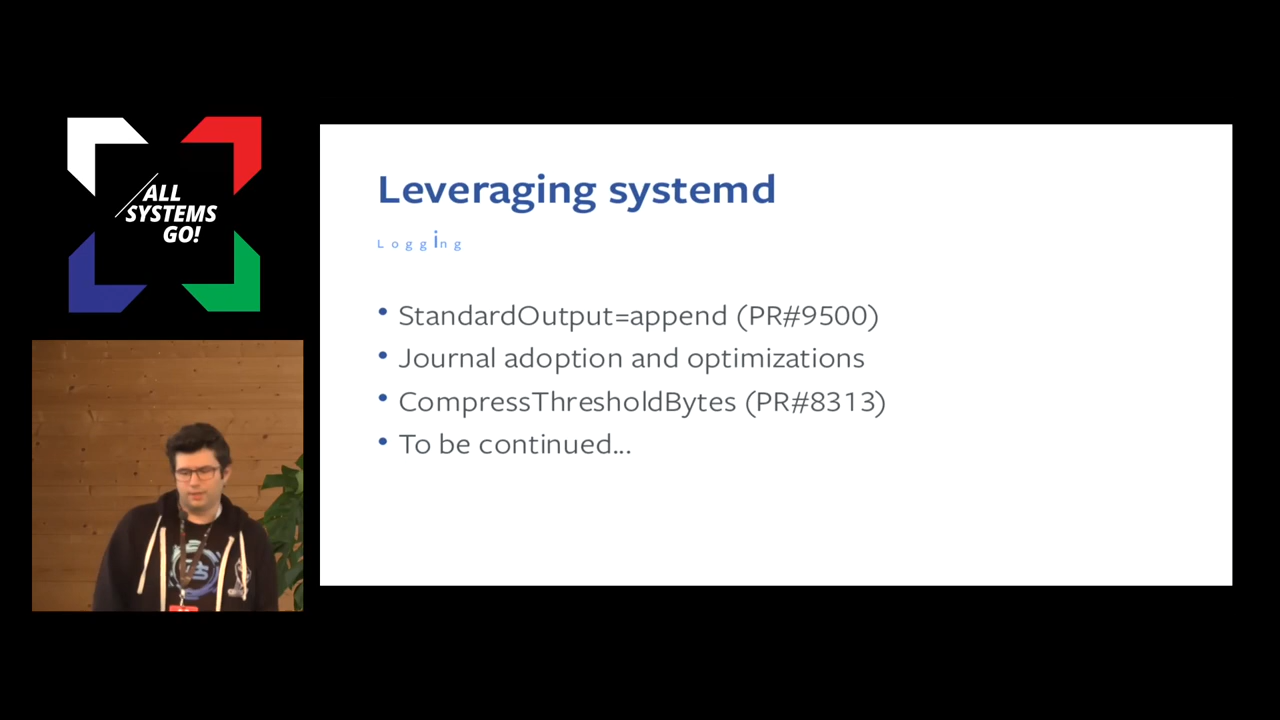 ALL
SYSTEMS
GO!
Leveraging systemd
Logging
• StandardOutput=append (PR#9500)
• Journal adoption and optimizations
• CompressThresholdBytes (PR#8313)
• To be continued...